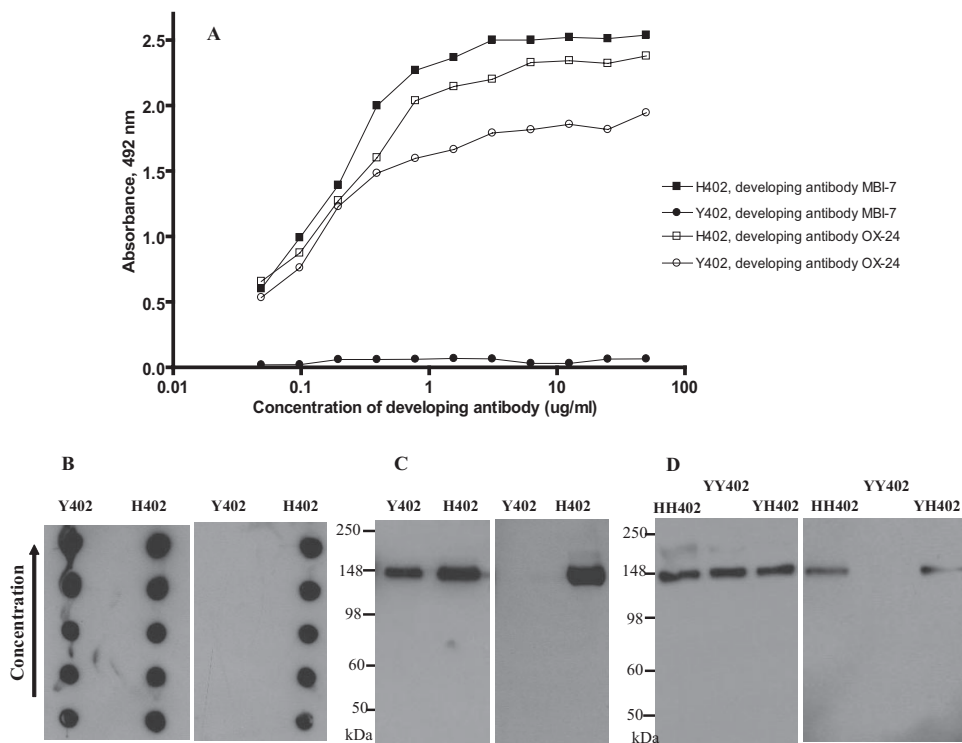 A
2.5
2.0
1.5
1.0
0.5
0.0
0.01 0.1 1 10 100
Absorbance, 492 nm
Concentration of developing antibody (ug/ml)
H402, developing antibody MBI-7
Y402, developing antibody MBI-7
H402, developing antibody OX-24
Y402, developing antibody OX-24
B
Y402 H402 Y402 H402
Concentration
C
Y402 H402 Y402 H402
250
148
98
60
50
kDa
D
YY402 YY402
HH402 YH402 HH402 YH402
250
148
98
60
50
kDa